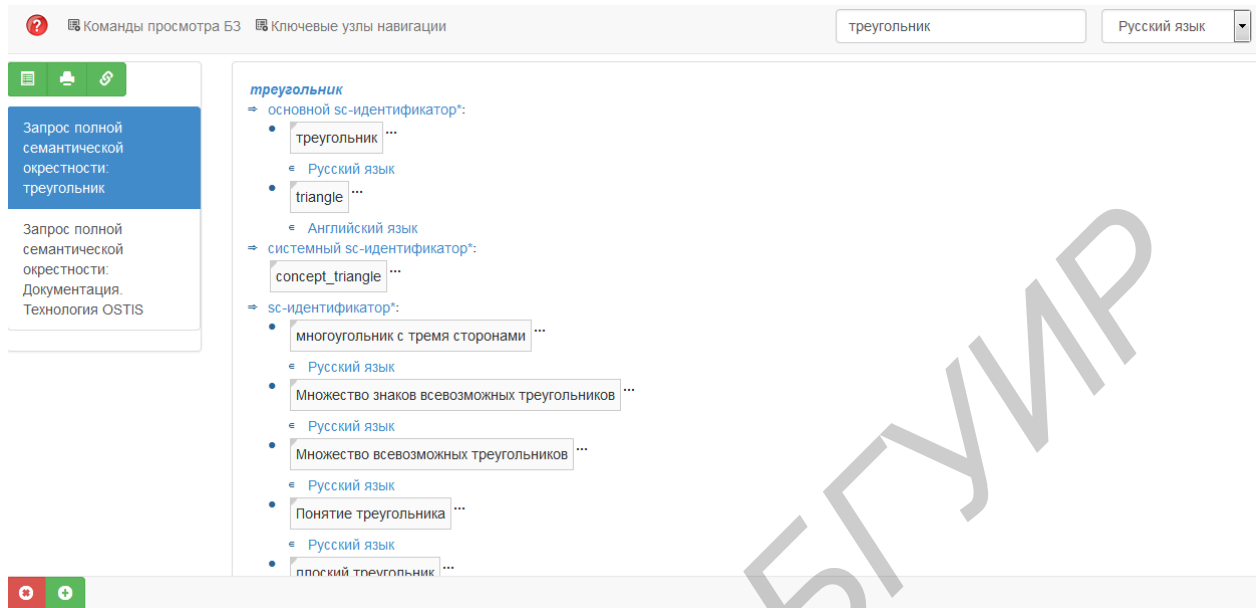 ? Команды просмотра БЗ Ключевые узлы навигации треугольник Русский язык
Запрос полной
семантической
окрестности:
треугольник
Запрос полной
семантической
окрестности:
Документация.
Технология OSTIS
треугольник
⇒ основной sc-идентификатор*:
• треугольник ...
∈ Русский язык
• triangle ...
∈ Английский язык
⇒ системный sc-идентификатор*:
concept_triangle ...
⇒ sc-идентификатор*:
• многоугольник с тремя сторонами ...
∈ Русский язык
• Множество знаков всевозможных треугольников ...
∈ Русский язык
• Множество всевозможных треугольников ...
∈ Русский язык
• Понятие треугольника ...
∈ Русский язык
• плоский треугольник ...
БГУИР